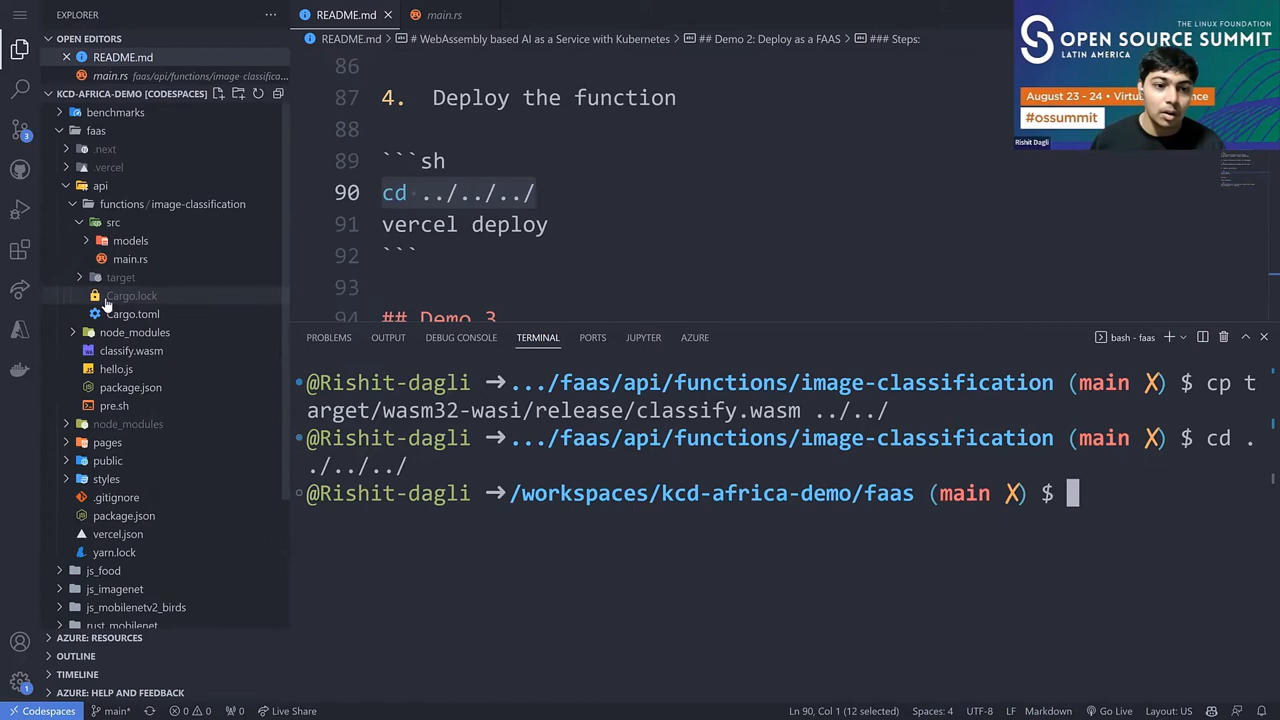 EXPLORER
OPEN EDITORS
README.md
main.rs faas/api/functions/image-classifica...
KCD-AFRICA-DEMO [CODESPACES]
benchmarks
faas
.next
.vercel
api
functions / image-classification
src
models
main.rs
target
Cargo.lock
Cargo.toml
node_modules
classify.wasm
hello.js
package.json
pre.sh
node_modules
pages
public
styles
.gitignore
package.json
vercel.json
yarn.lock
js_food
js_imagenet
js_mobilenetv2_birds
rust_mobilenet
AZURE: RESOURCES
OUTLINE
TIMELINE
AZURE: HELP AND FEEDBACK
3
1
README.md
main.rs
README.md > # WebAssembly based AI as a Service with Kubernetes > ## Demo 2: Deploy as a FAAS > ### Steps:
86
87 4. Deploy the function
88
89 ```sh
90 cd ../../../
91 vercel deploy
92 ```
93
94 ## Demo 3
PROBLEMS OUTPUT DEBUG CONSOLE TERMINAL PORTS JUPYTER AZURE
bash - faas
@Rishit-dagli ➜ .../faas/api/functions/image-classification (main ✗) $ cp t
arget/wasm32-wasi/release/classify.wasm ../../
@Rishit-dagli ➜ .../faas/api/functions/image-classification (main ✗) $ cd .
./../../
@Rishit-dagli ➜ /workspaces/kcd-africa-demo/faas (main ✗) $
THE LINUX FOUNDATION
OPEN SOURCE SUMMIT
LATIN AMERICA
August 23 - 24 • Virtual
#ossummit
Rishit Dagli
Codespaces main* 0 0 0 Live Share
Ln 90, Col 1 (12 selected) Spaces: 4 UTF-8 LF Markdown Go Live Layout: US